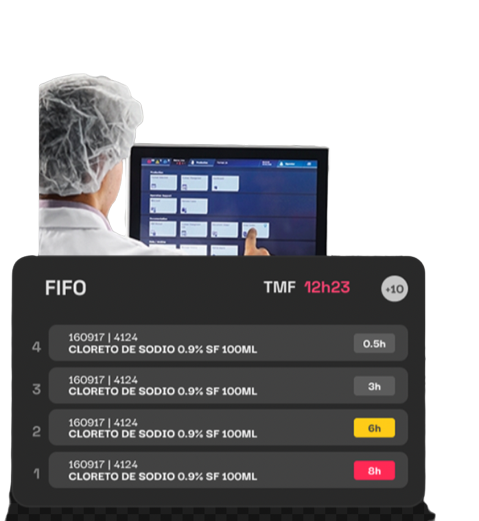 FIFO
TMF 12h23
+10
4
160917 | 4124
CLORETO DE SODIO 0.9% SF 100ML
0.5h
3
160917 | 4124
CLORETO DE SODIO 0.9% SF 100ML
3h
2
160917 | 4124
CLORETO DE SODIO 0.9% SF 100ML
6h
1
160917 | 4124
CLORETO DE SODIO 0.9% SF 100ML
8h